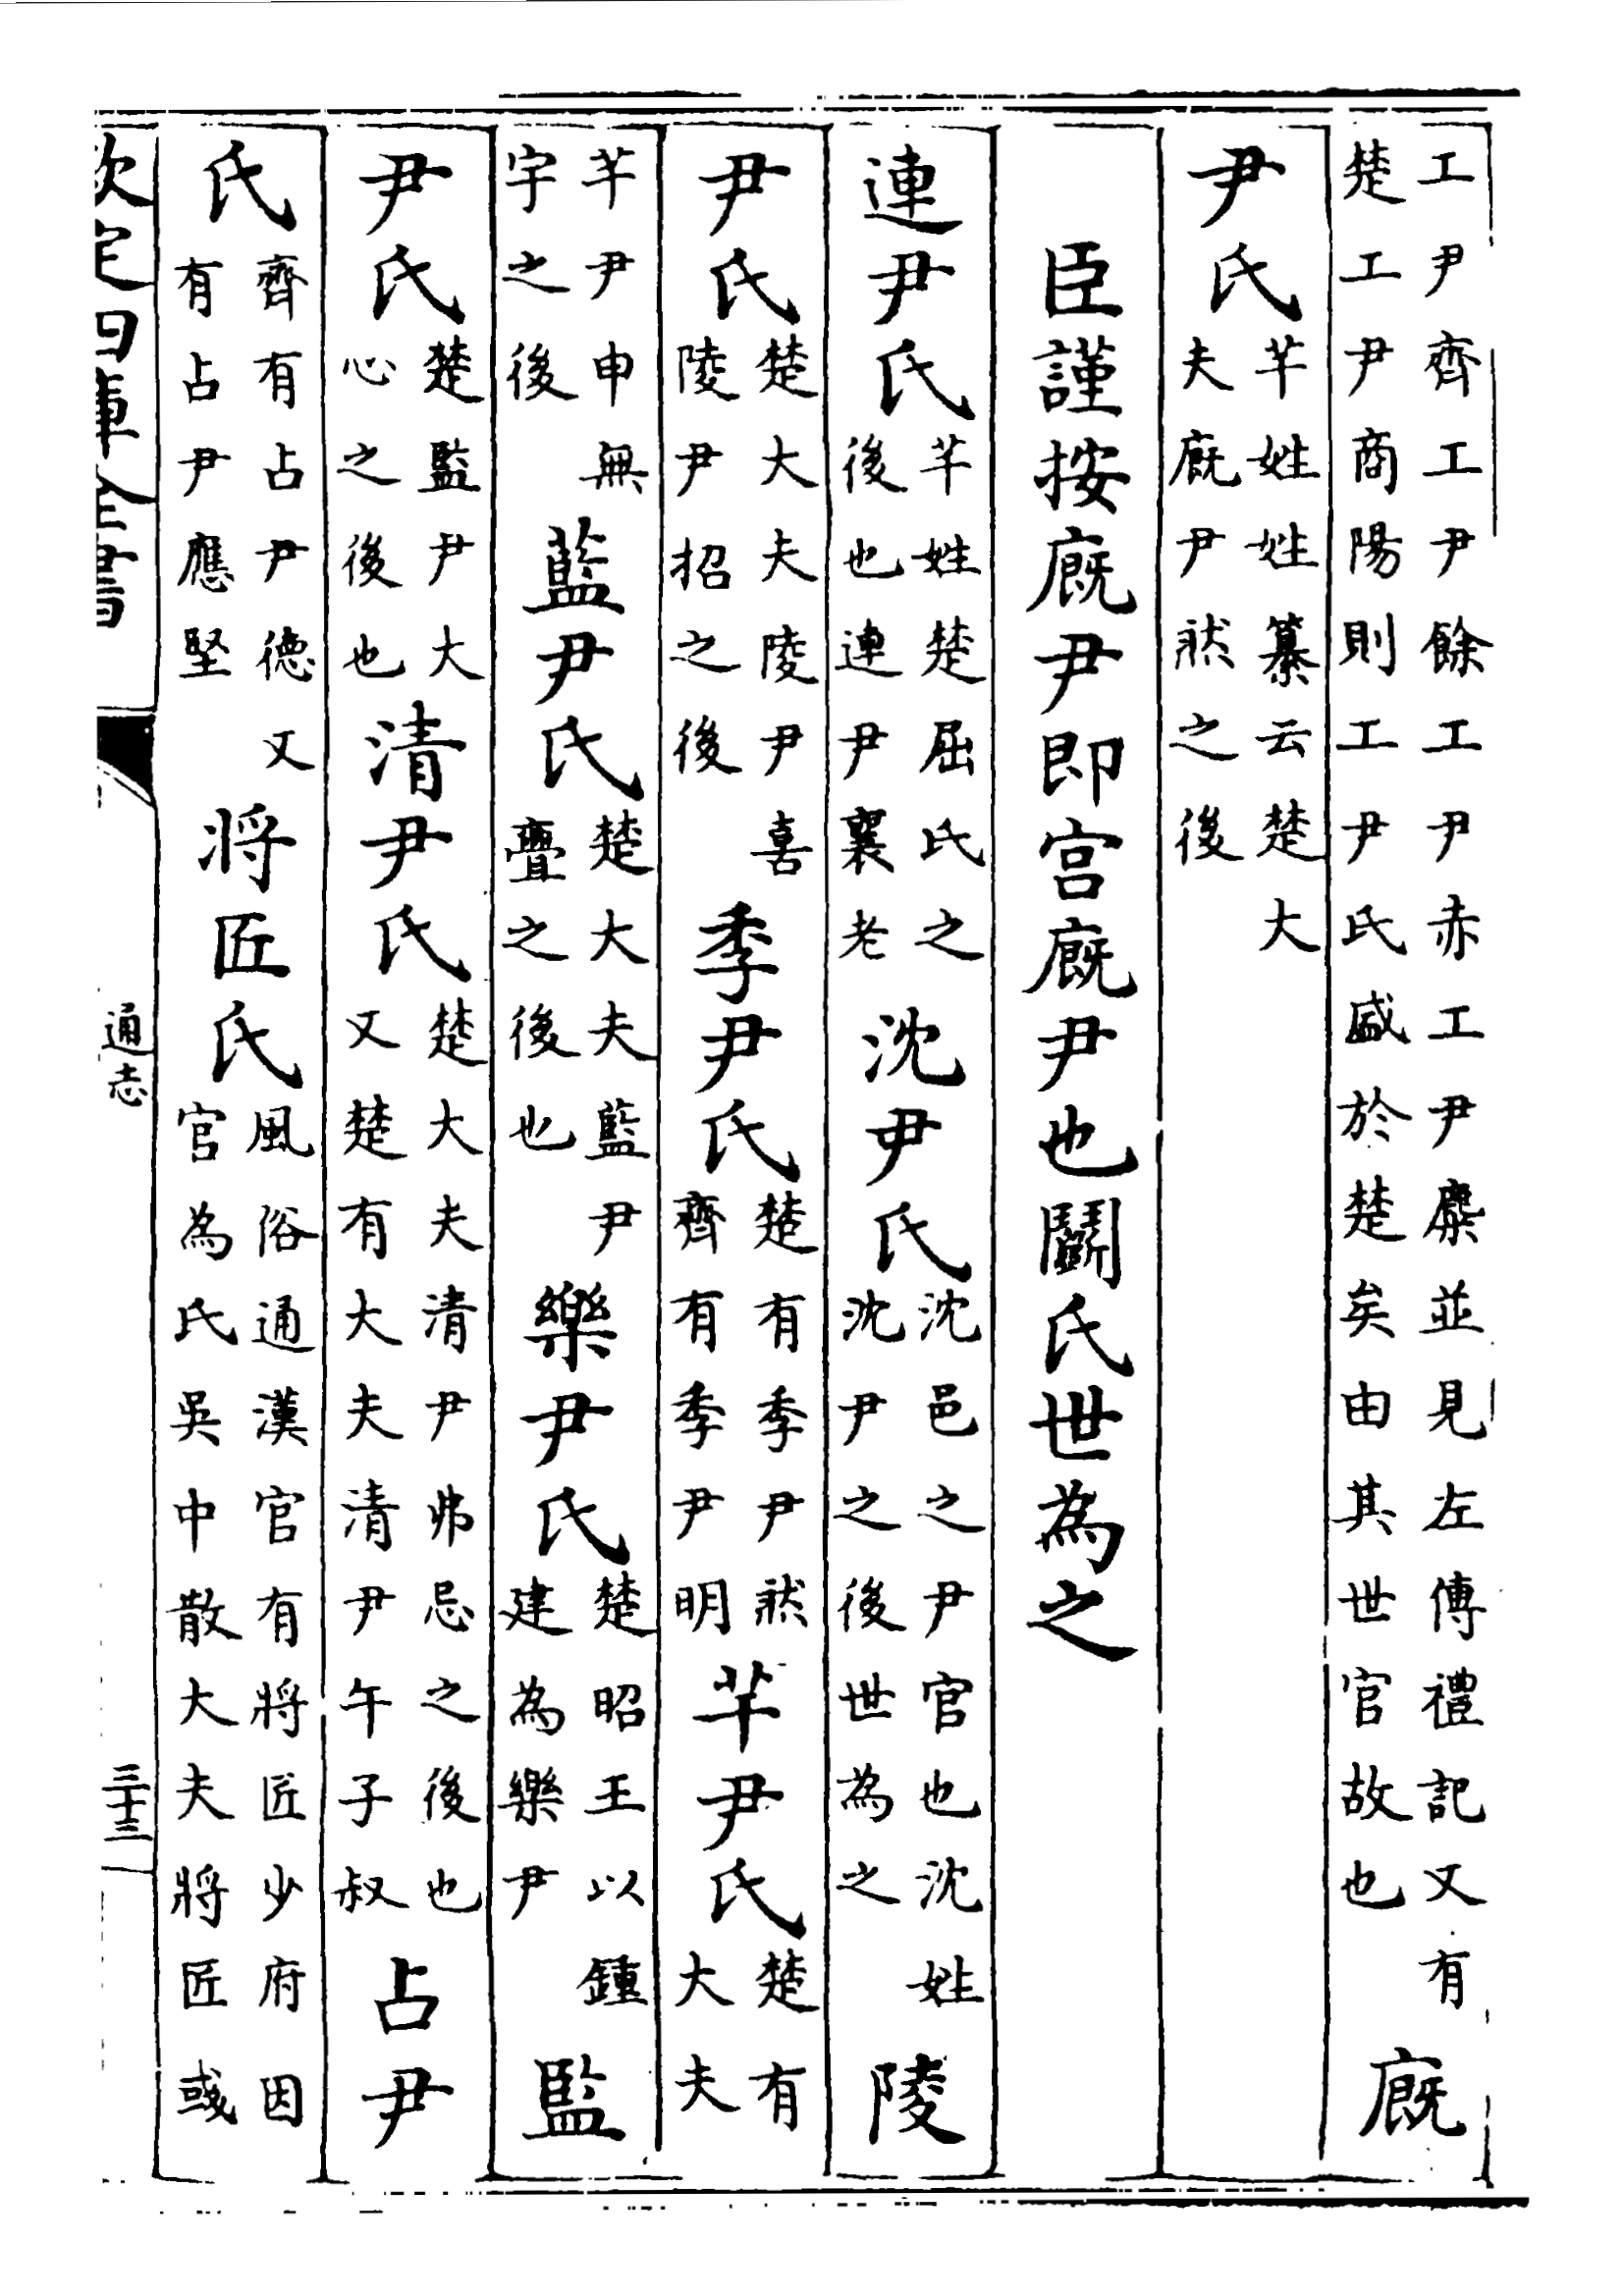 工尹齊工尹餘工尹赤工尹麇並見左傳禮記又有
楚工尹商陽則工尹氏盛於楚矣由其世官故也
廐
尹氏
芊姓姓纂云楚大
夫廐尹然之後
臣謹按廐尹即宫廐尹也鬬氏世為之
連尹氏
芊姓楚屈氏之
後也連尹襄老
沈尹氏
沈邑之尹官也沈姓
沈尹之後世為之
陵
尹氏
楚大夫陵尹喜
陵尹招之後
季尹氏
楚有季尹然
齊有季尹明
芊尹氏
楚有
大夫
芊尹申無
宇之後
藍尹氏
楚大夫藍尹
亹之後也
樂尹氏
楚昭王以鍾
建為樂尹
監
尹氏
楚監尹大
心之後也
清尹氏
楚大夫清尹弗忌之後也
又楚有大夫清尹午子叔
占尹
氏
齊有占尹德又
有占尹應堅
將匠氏
風俗通漢官有將匠少府因
官為氏吳中散大夫將匠彧
欽定四庫全書
通志
三十三